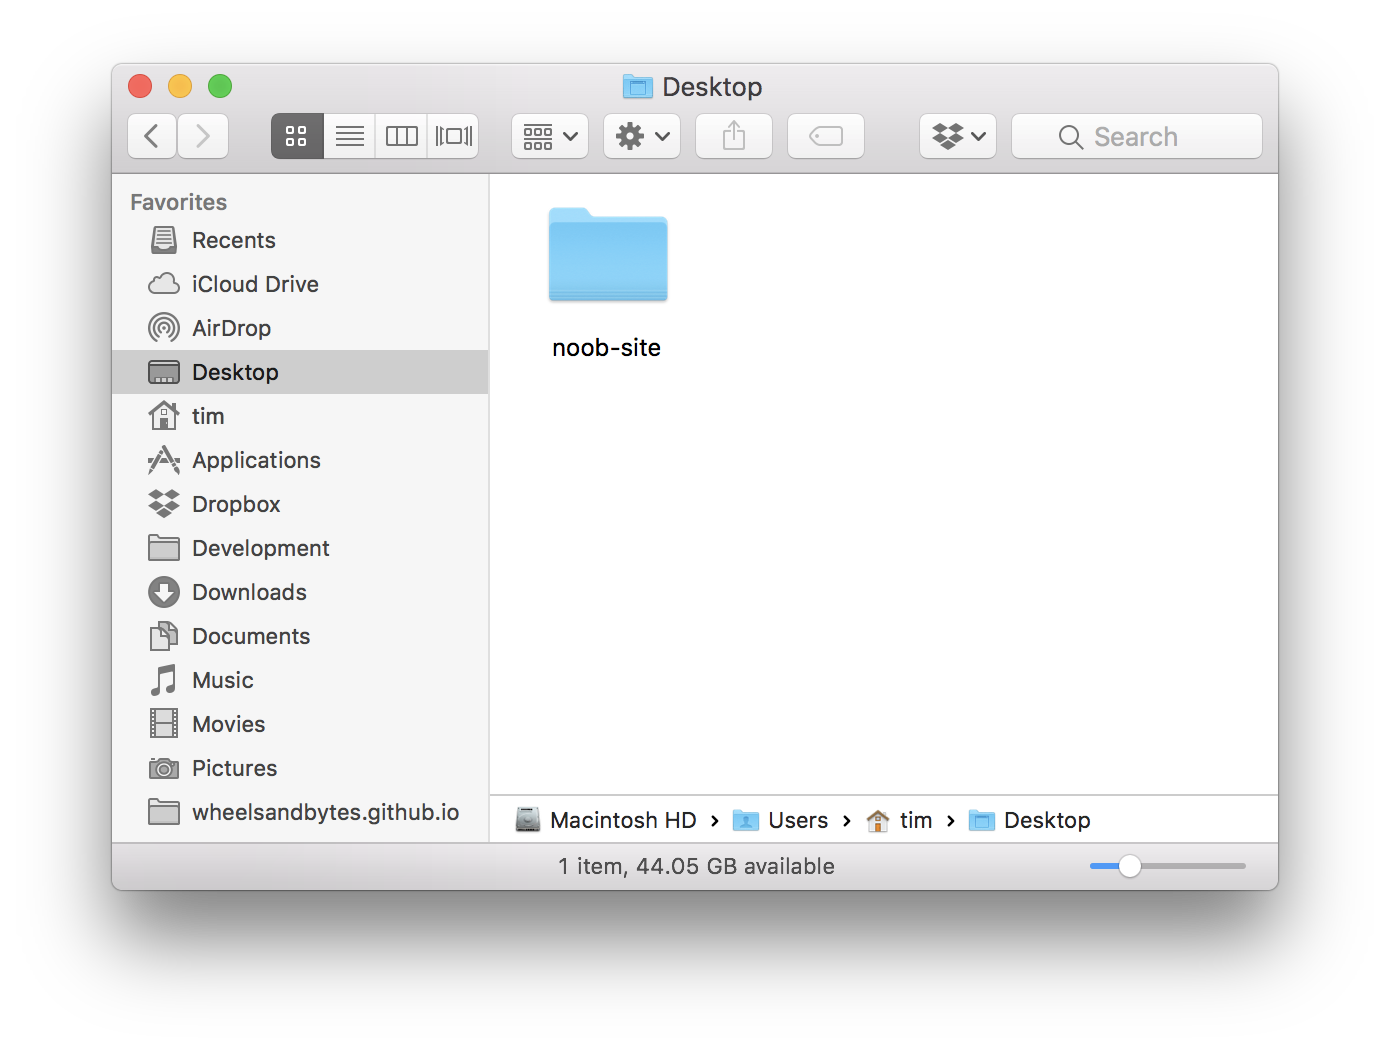 Desktop
Search
Favorites
Recents
iCloud Drive
AirDrop
Desktop
tim
Applications
Dropbox
Development
Downloads
Documents
Music
Movies
Pictures
wheelsandbytes.github.io
noob-site
Macintosh HD › Users › tim › Desktop
1 item, 44.05 GB available